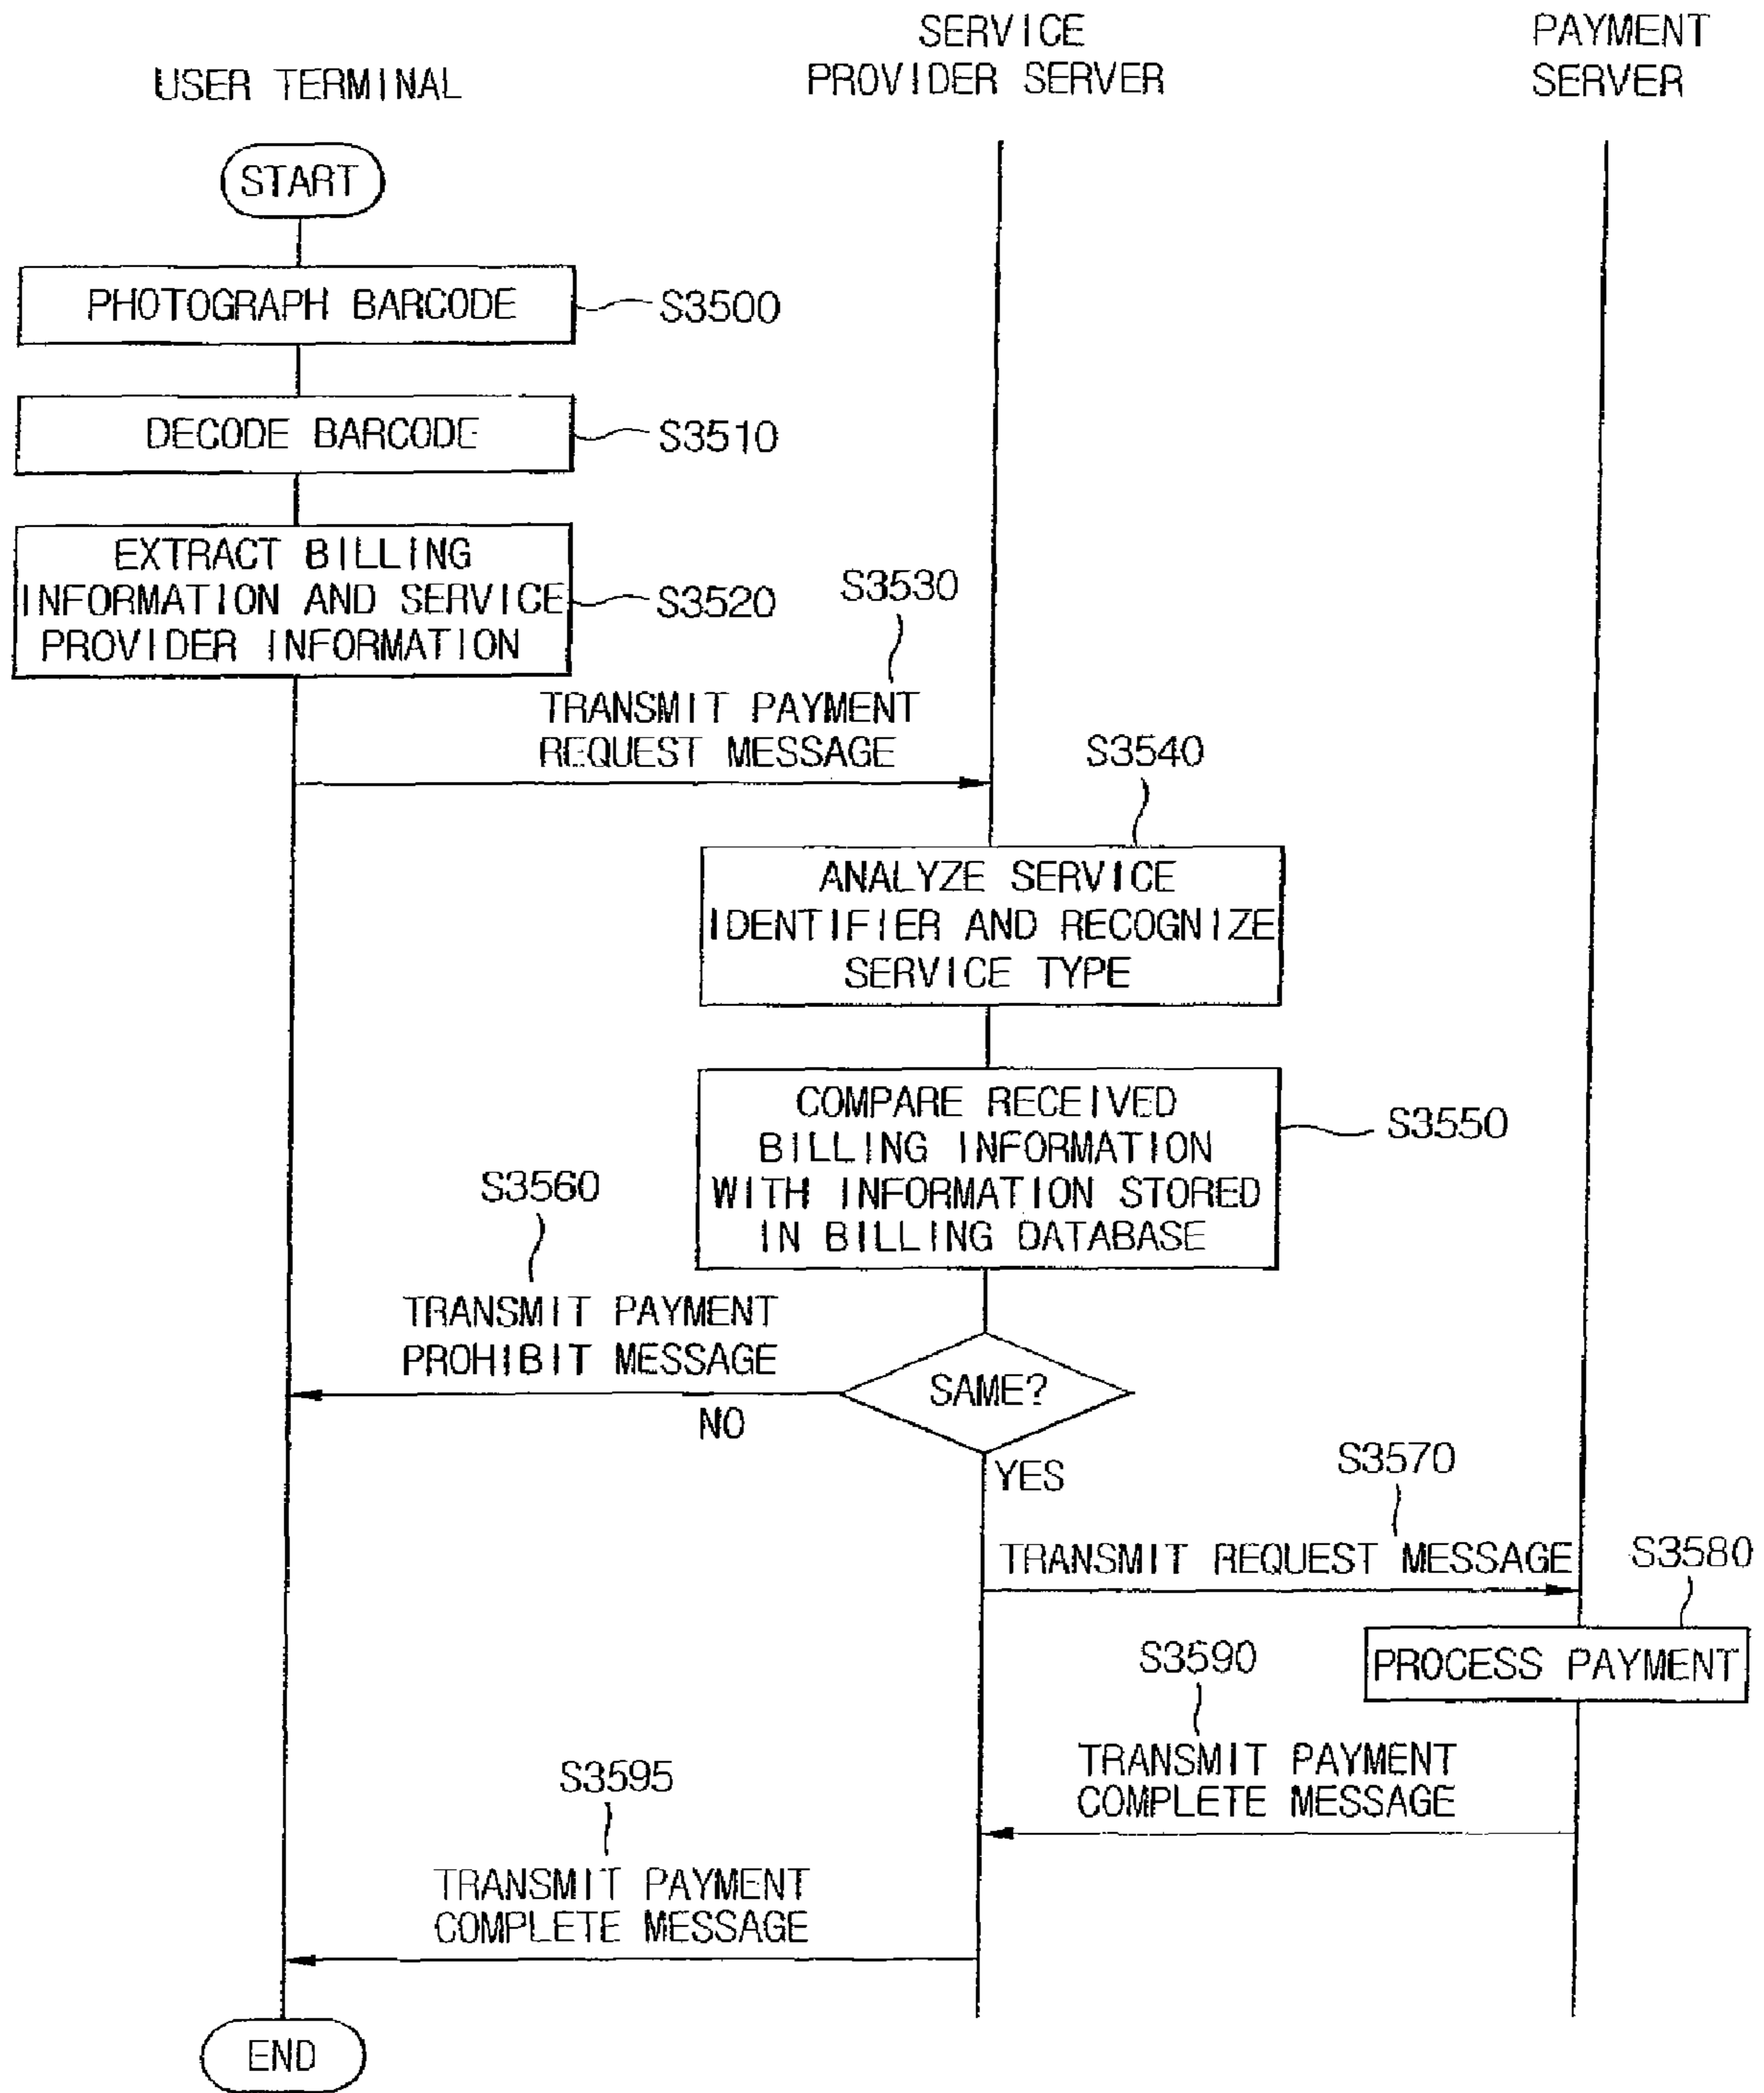 SERVICE
PROVIDER SERVER
PAYMENT
SERVER
USER TERMINAL
START
PHOTOGRAPH BARCODE
S3500
DECODE BARCODE
S3510
EXTRACT BILLING
INFORMATION AND SERVICE
PROVIDER INFORMATION
S3520
S3530
TRANSMIT PAYMENT
REQUEST MESSAGE
S3540
ANALYZE SERVICE
IDENTIFIER AND RECOGNIZE
SERVICE TYPE
COMPARE RECEIVED
BILLING INFORMATION
WITH INFORMATION STORED
IN BILLING DATABASE
S3550
S3560
TRANSMIT PAYMENT
PROHIBIT MESSAGE
SAME?
NO
YES
S3570
TRANSMIT REQUEST MESSAGE
S3580
PROCESS PAYMENT
S3590
TRANSMIT PAYMENT
COMPLETE MESSAGE
S3595
TRANSMIT PAYMENT
COMPLETE MESSAGE
END